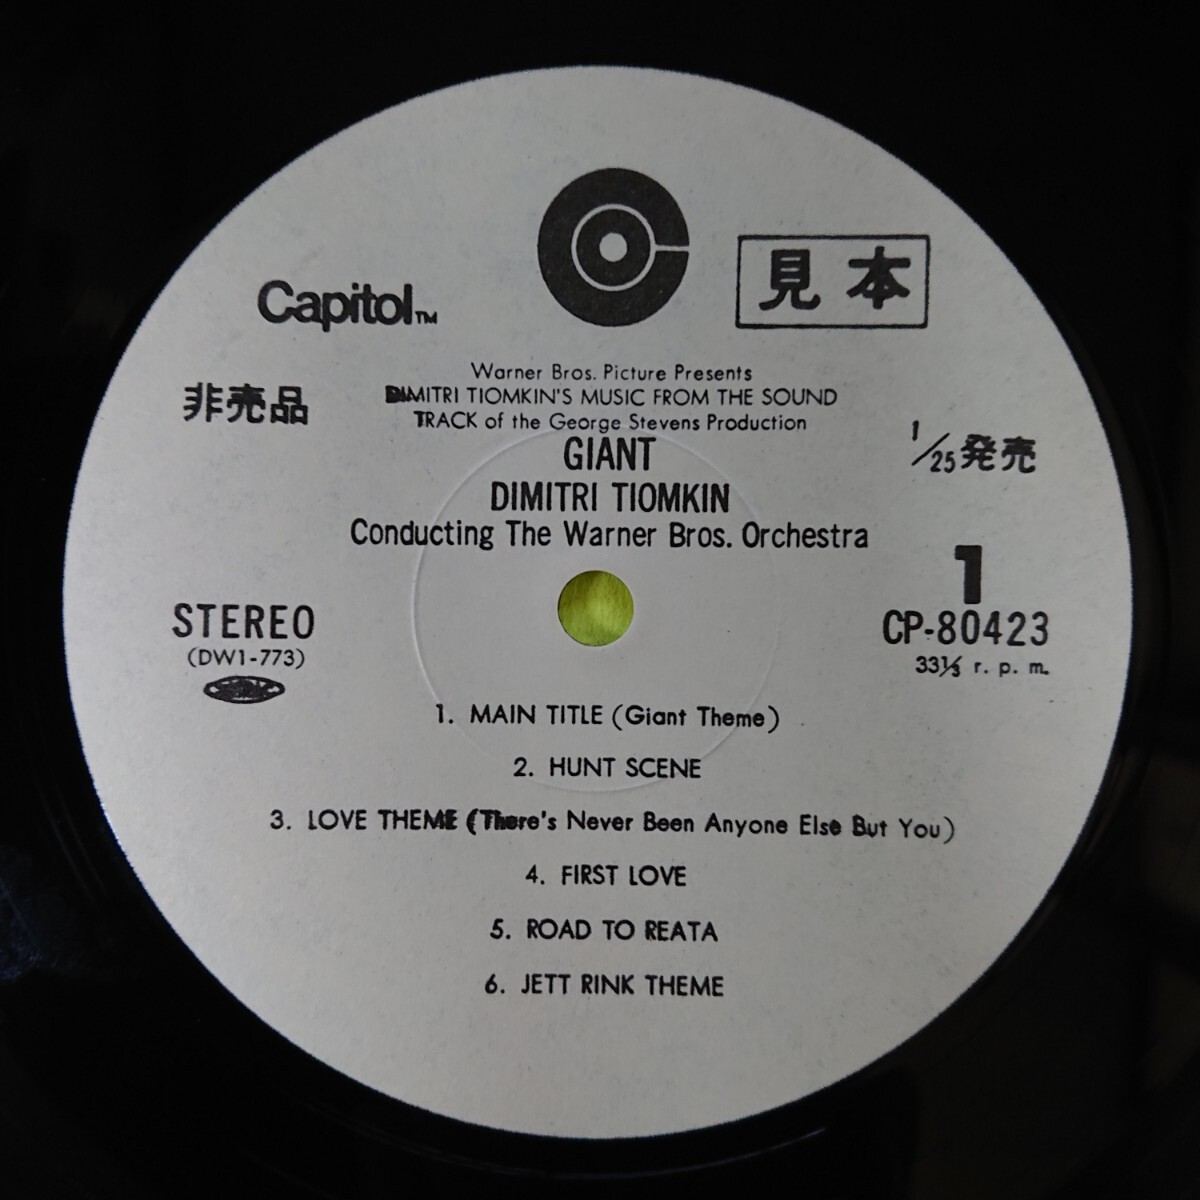 Capitol™
見本
Warner Bros. Picture Presents
非売品
DIMITRI TIOMKIN'S MUSIC FROM THE SOUND
TRACK of the George Stevens Production
1/25発売
GIANT
DIMITRI TIOMKIN
Conducting The Warner Bros. Orchestra
1
STEREO
CP-80423
(DW1-773)
33⅓ r. p. m.
1. MAIN TITLE (Giant Theme)
2. HUNT SCENE
3. LOVE THEME (There's Never Been Anyone Else But You)
4. FIRST LOVE
5. ROAD TO REATA
6. JETT RINK THEME